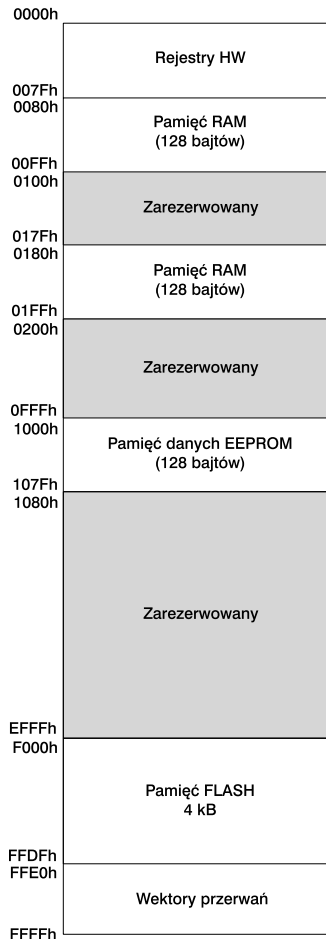 0000h
Rejestry HW
007Fh
0080h
Pamięć RAM
(128 bajtów)
00FFh
0100h
Zarezerwowany
017Fh
0180h
Pamięć RAM
(128 bajtów)
01FFh
0200h
Zarezerwowany
0FFFh
1000h
Pamięć danych EEPROM
(128 bajtów)
107Fh
1080h
Zarezerwowany
EFFFh
F000h
Pamięć FLASH
4 kB
FFDFh
FFE0h
Wektory przerwań
FFFFh